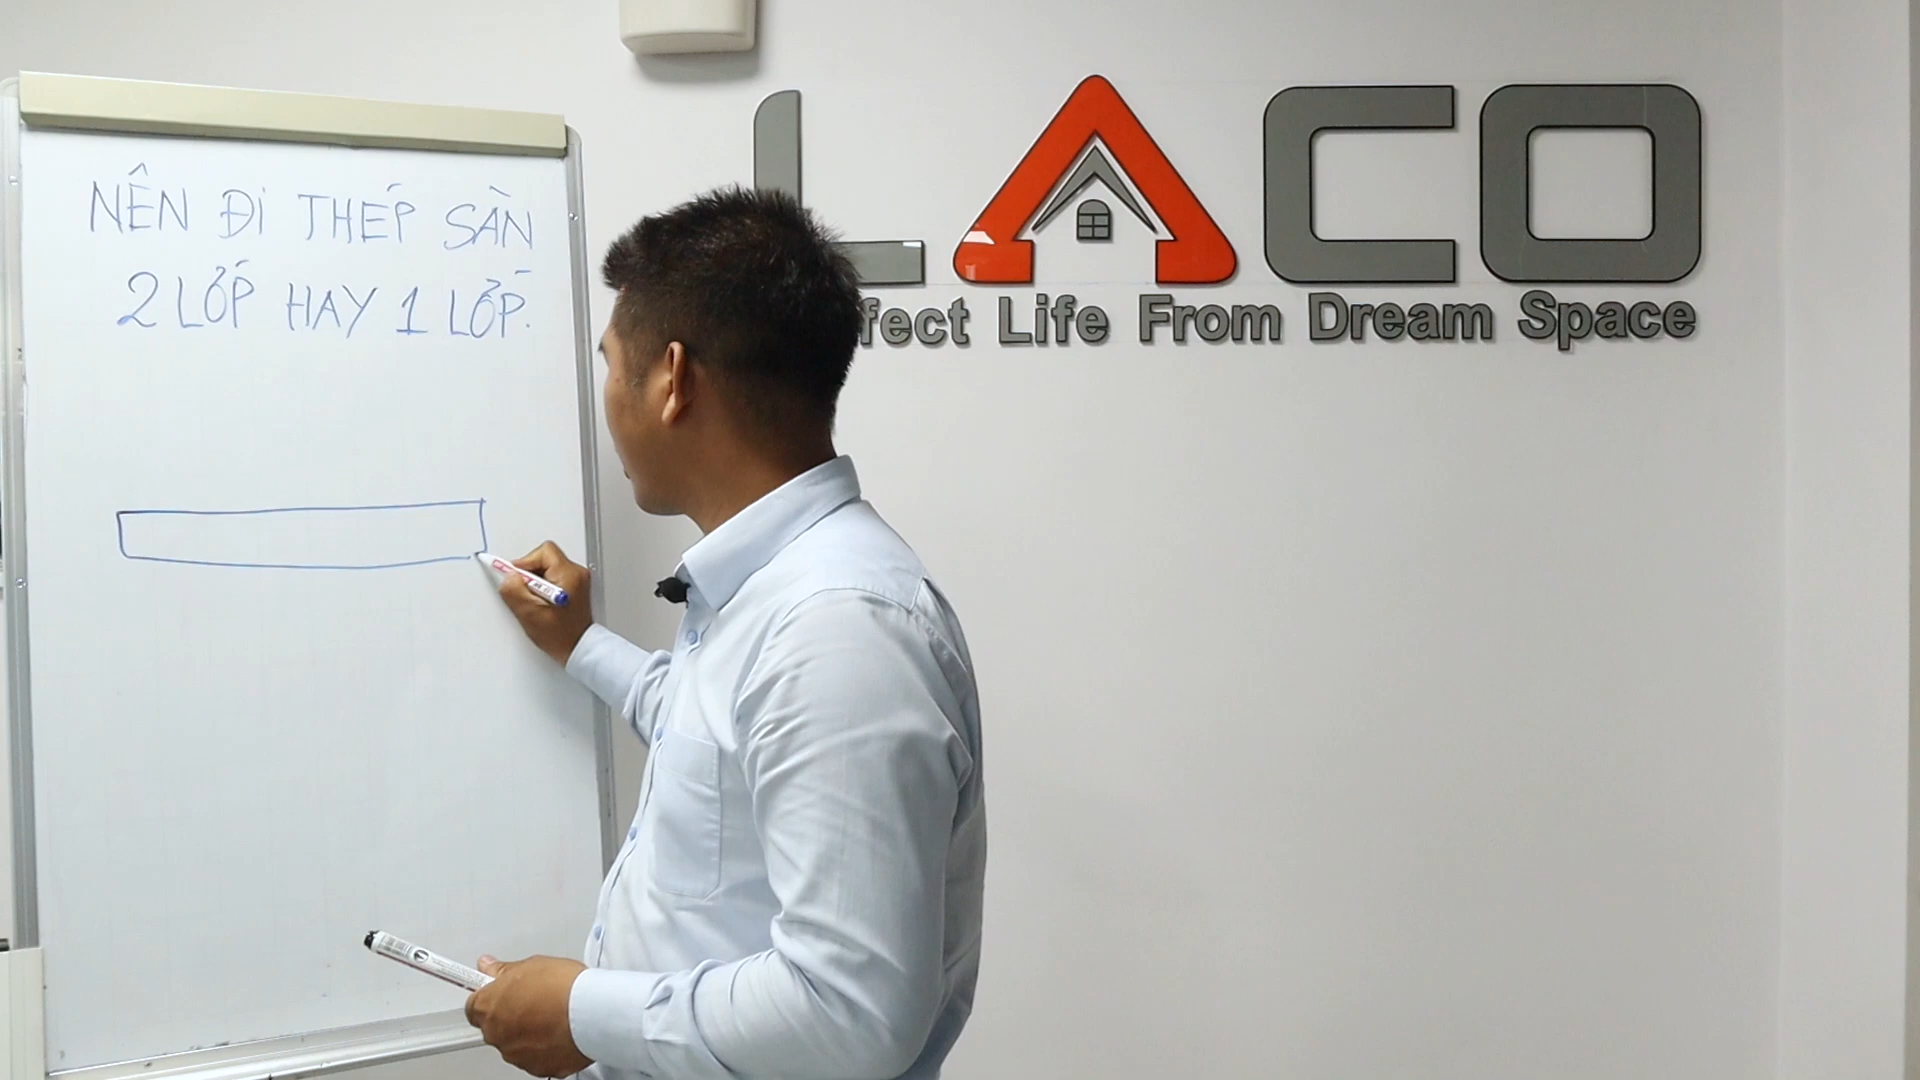 NÊN ĐI THÉP SÀN
2 LỚP HAY 1 LỚP.
LACO
fect Life From Dream Space